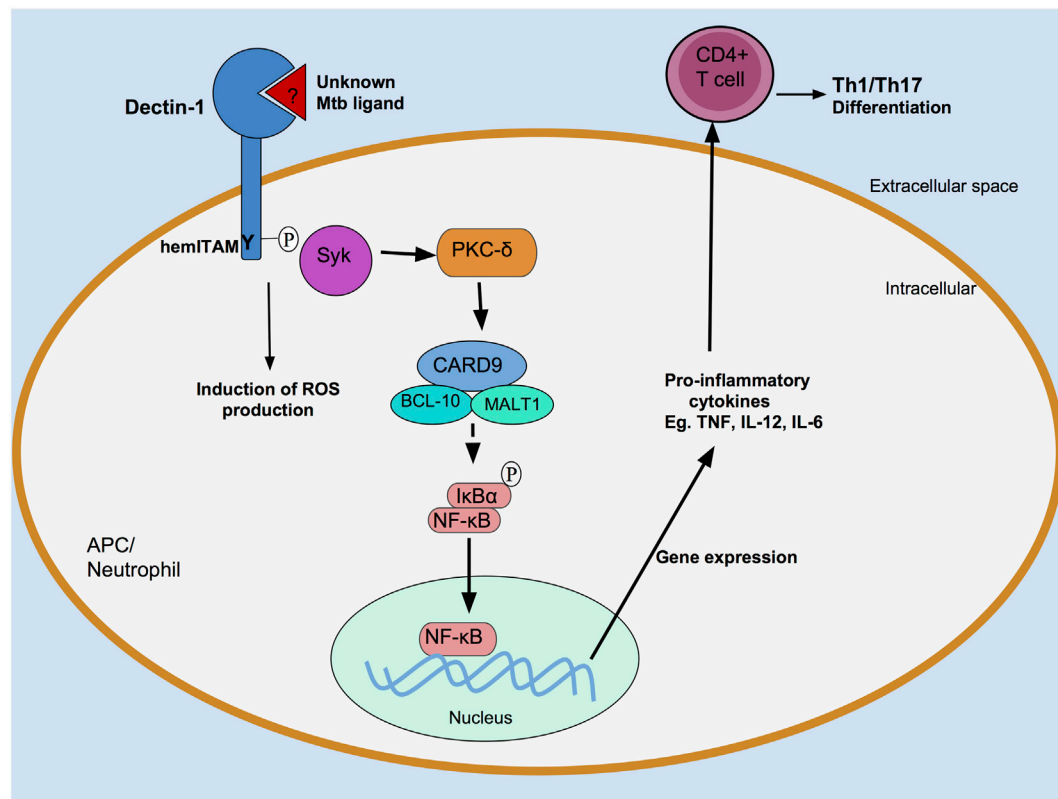 CD4+
T cell
?
Unknown
Mtb ligand
Dectin-1
Th1/Th17
Differentiation
Extracellular space
hemITAM
Y
P
Syk
PKC-δ
Intracellular
CARD9
BCL-10
MALT1
Induction of ROS
production
Pro-inflammatory
cytokines
Eg. TNF, IL-12, IL-6
P
IκBα
NF-κB
APC/
Neutrophil
Gene expression
NF-κB
Nucleus